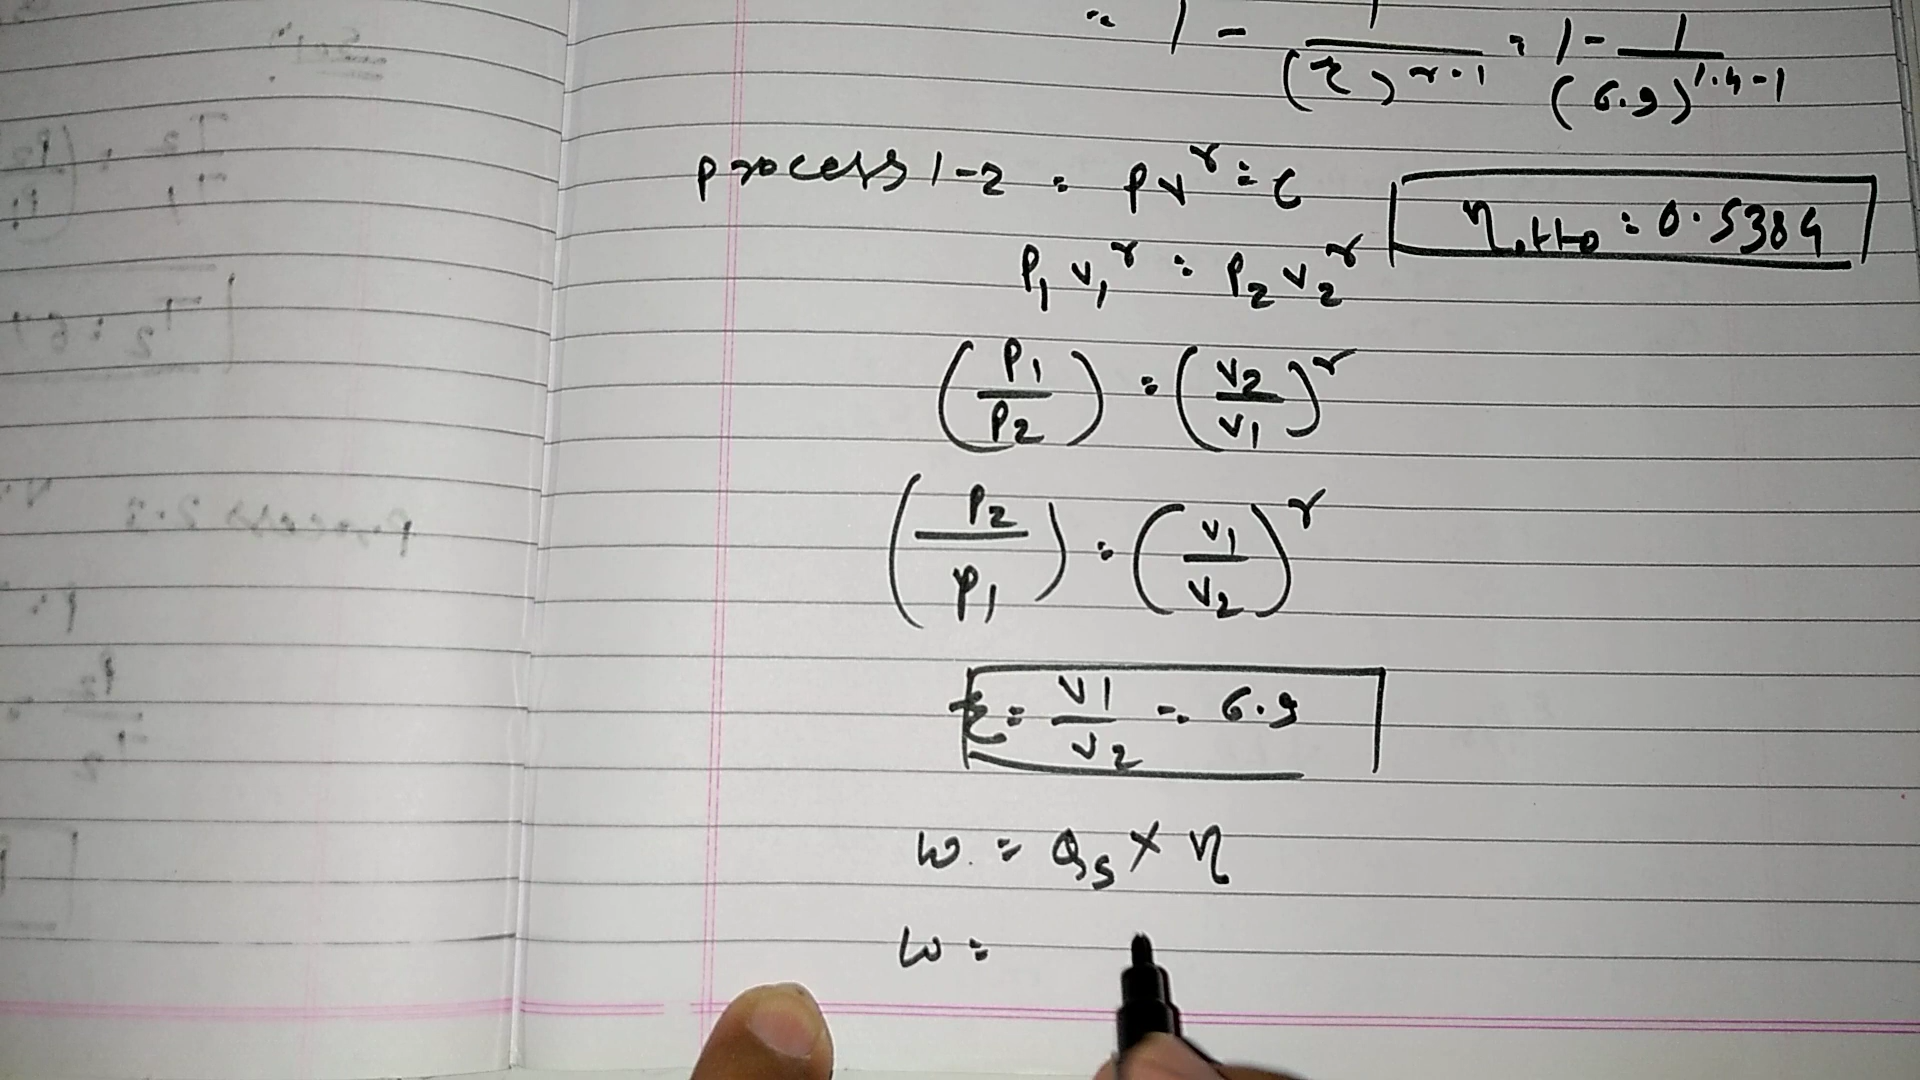 = 1 - 1/(r)^γ-1 = 1 - 1/(6.9)^1.4-1
process 1-2 = PV^γ = C
η otto = 0.5384
P₁ V₁^γ = P₂ V₂^γ
(P₁/P₂) = (V₂/V₁)^γ
(P₂/P₁) = (V₁/V₂)^γ
r = V1/V2 = 6.9
W. = Qs × η
W =